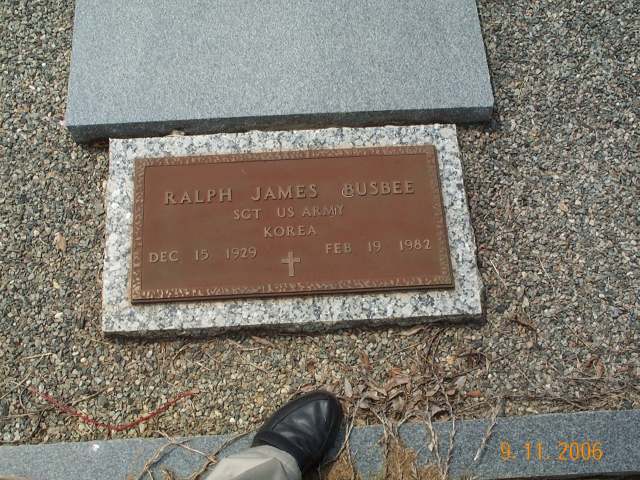 RALPH JAMES BUSBEE
SGT US ARMY
KOREA
DEC 15, 1929 FEB 19 1982
9.11.2006